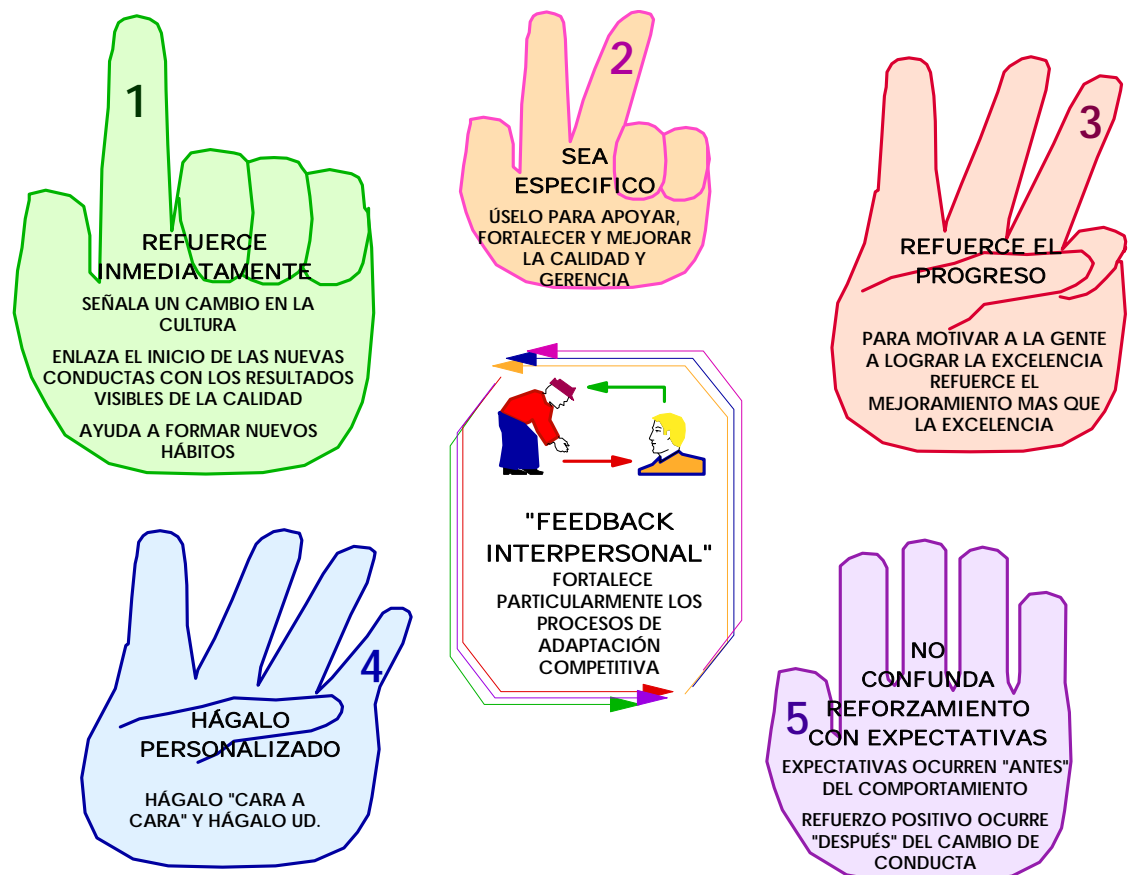 1
REFUERCE
INMEDIATAMENTE
SEÑALA UN CAMBIO EN LA
CULTURA
ENLAZA EL INICIO DE LAS NUEVAS
CONDUCTAS CON LOS RESULTADOS
VISIBLES DE LA CALIDAD
AYUDA A FORMAR NUEVOS
HÁBITOS
2
SEA
ESPECIFICO
ÚSELO PARA APOYAR,
FORTALECER Y MEJORAR
LA CALIDAD Y
GERENCIA
3
REFUERCE EL
PROGRESO
PARA MOTIVAR A LA GENTE
A LOGRAR LA EXCELENCIA
REFUERCE EL
MEJORAMIENTO MAS QUE
LA EXCELENCIA
"FEEDBACK
INTERPERSONAL"
FORTALECE
PARTICULARMENTE LOS
PROCESOS DE
ADAPTACIÓN
COMPETITIVA
4
HÁGALO
PERSONALIZADO
HÁGALO "CARA A
CARA" Y HÁGALO UD.
5
NO
CONFUNDA
REFORZAMIENTO
CON EXPECTATIVAS
EXPECTATIVAS OCURREN "ANTES"
DEL COMPORTAMIENTO
REFUERZO POSITIVO OCURRE
"DESPUÉS" DEL CAMBIO DE
CONDUCTA